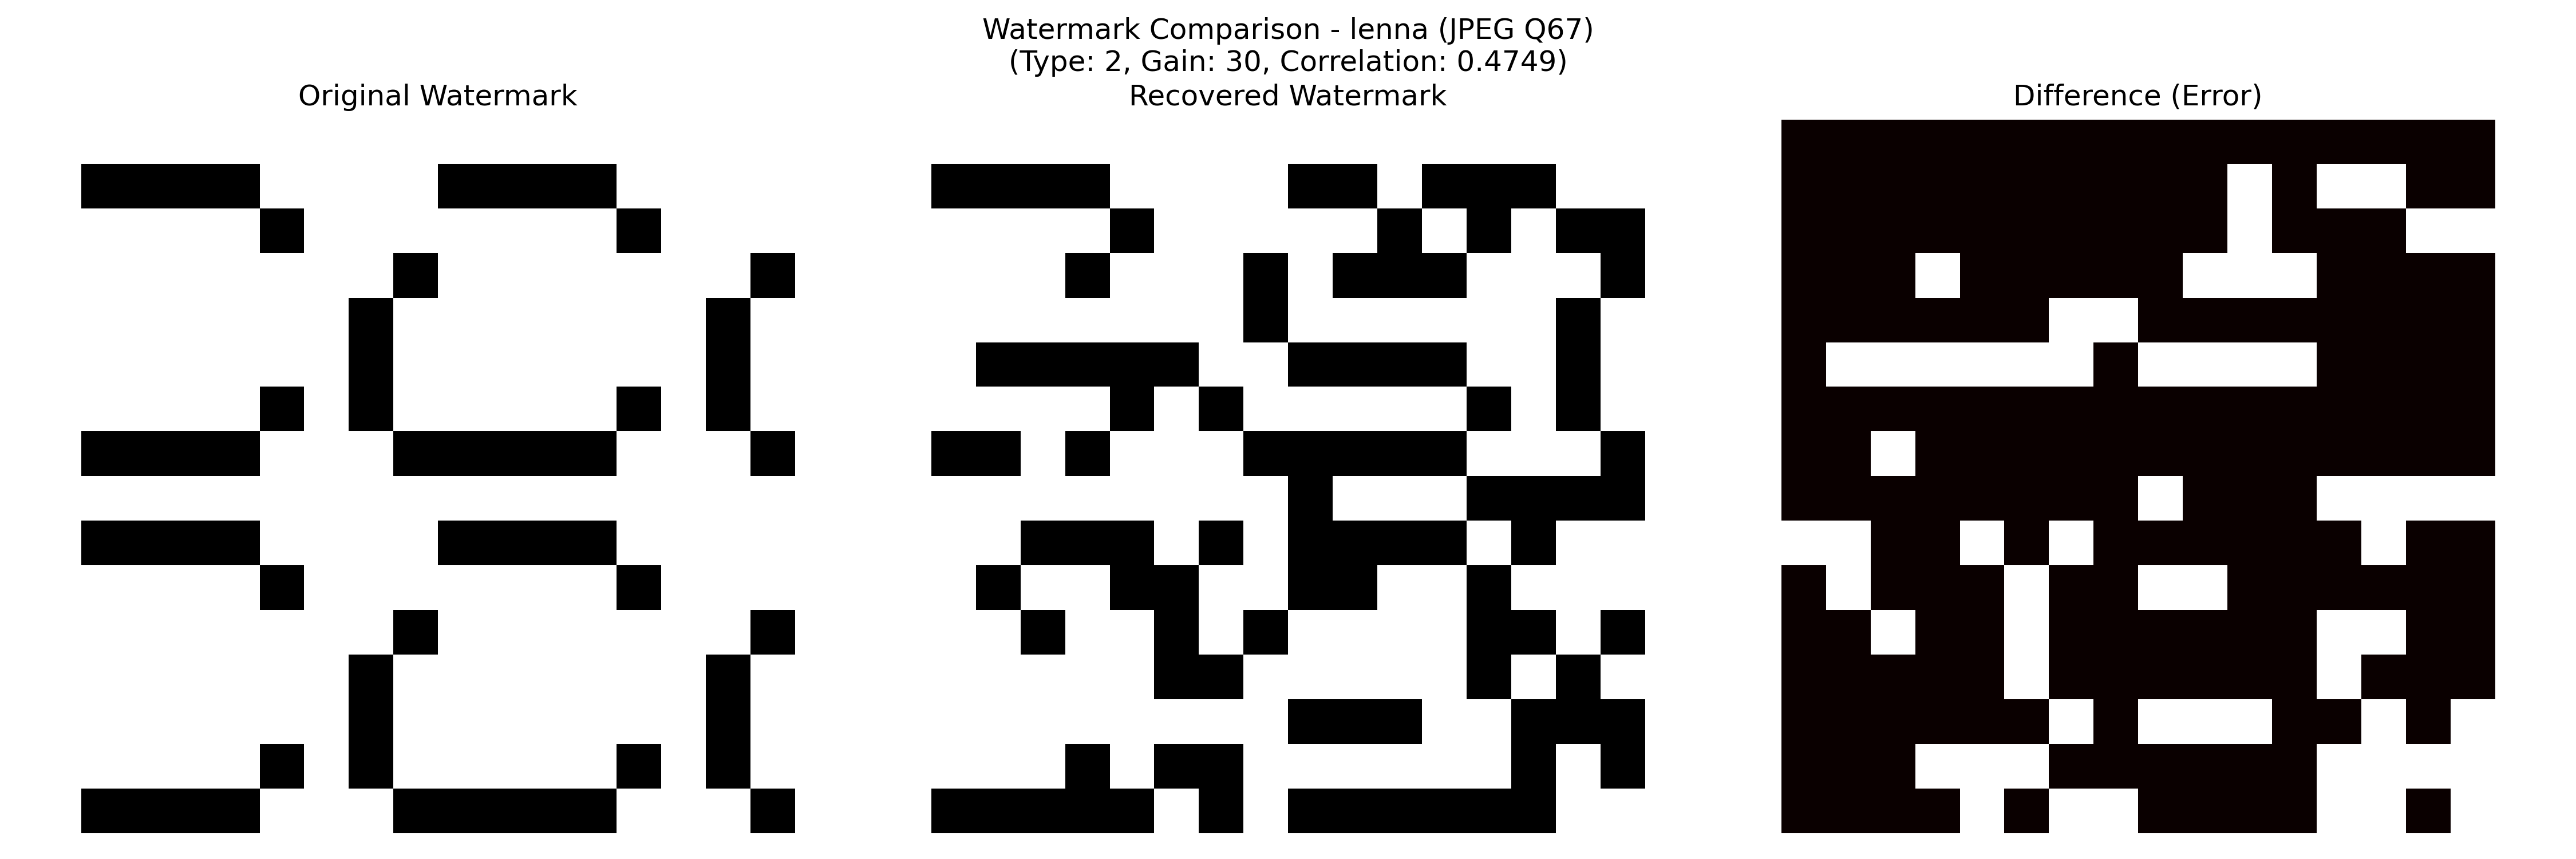 Watermark Comparison - lenna (JPEG Q67)
(Type: 2, Gain: 30, Correlation: 0.4749)
Original Watermark
Recovered Watermark
Difference (Error)